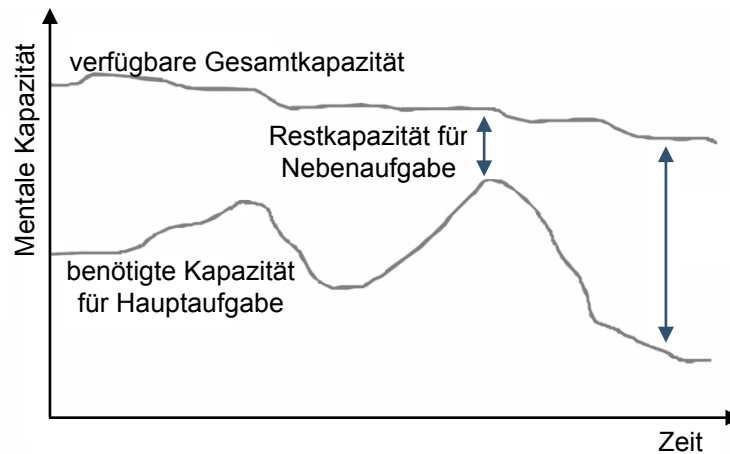 Mentale Kapazität
verfügbare Gesamtkapazität
Restkapazität für
Nebenaufgabe
benötigte Kapazität
für Hauptaufgabe
Zeit